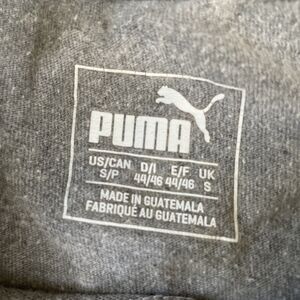 PUMA
US/CAN D/I E/F UK
S/P 44/46 44/46 S
MADE IN GUATEMALA
FABRIQUÉ AU GUATEMALA